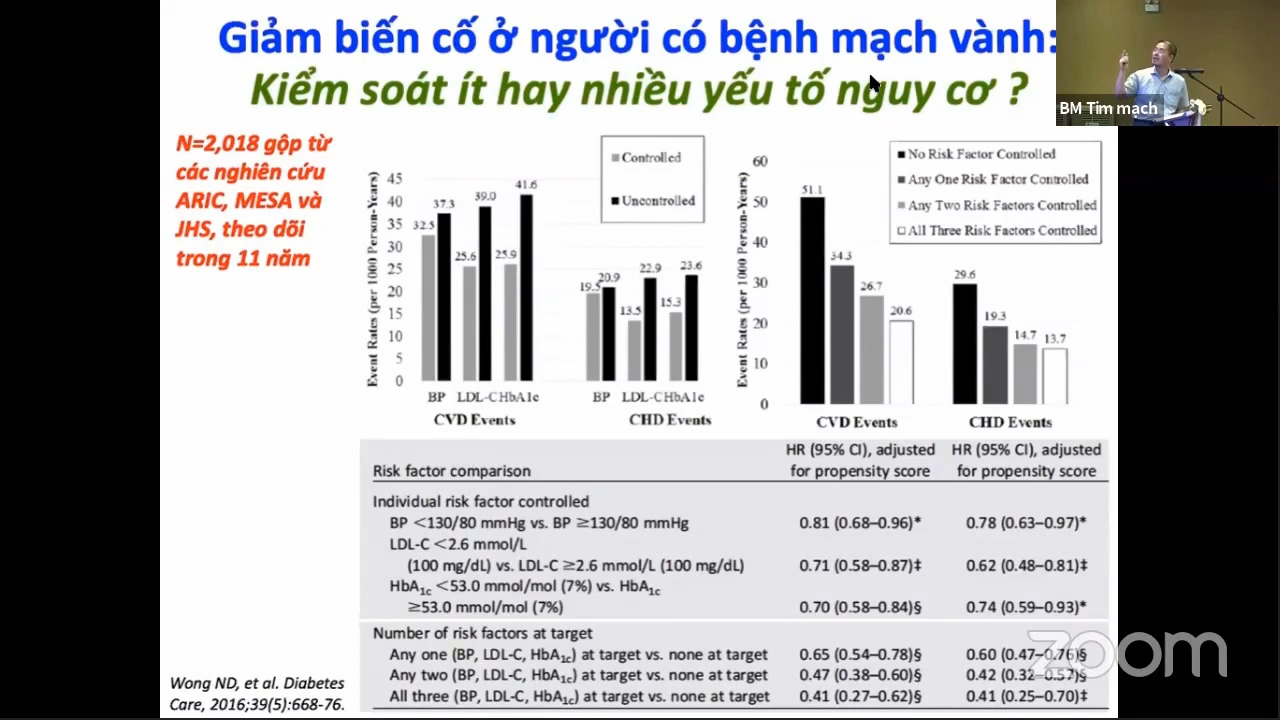 Giảm biến cố ở người có bệnh mạch vành:
Kiểm soát ít hay nhiều yếu tố nguy cơ ?
BM Tim mach
N=2,018 gộp từ
các nghiên cứu
ARIC, MESA và
JHS, theo dõi
trong 11 năm
Event Rates (per 1000 Person-Years)
45
40
35
30
25
20
15
10
5
0
Controlled
Uncontrolled
32.5
37.3
25.6
39.0
25.9
41.6
19.5
20.9
13.5
22.9
15.3
23.6
BP LDL-C HbA1c
BP LDL-C HbA1c
CVD Events
CHD Events
Event Rates (per 1000 Person-Years)
60
50
40
30
20
10
0
No Risk Factor Controlled
Any One Risk Factor Controlled
Any Two Risk Factors Controlled
All Three Risk Factors Controlled
51.1
34.3
26.7
20.6
29.6
19.3
14.7
13.7
CVD Events
CHD Events
HR (95% CI), adjusted HR (95% CI), adjusted
Risk factor comparison for propensity score for propensity score
Individual risk factor controlled
BP <130/80 mmHg vs. BP ≥130/80 mmHg 0.81 (0.68–0.96)* 0.78 (0.63–0.97)*
LDL-C <2.6 mmol/L
(100 mg/dL) vs. LDL-C ≥2.6 mmol/L (100 mg/dL) 0.71 (0.58–0.87)‡ 0.62 (0.48–0.81)‡
HbA1c <53.0 mmol/mol (7%) vs. HbA1c
≥53.0 mmol/mol (7%) 0.70 (0.58–0.84)§ 0.74 (0.59–0.93)*
Number of risk factors at target
Any one (BP, LDL-C, HbA1c) at target vs. none at target 0.65 (0.54–0.78)§ 0.60 (0.47–0.76)§
Any two (BP, LDL-C, HbA1c) at target vs. none at target 0.47 (0.38–0.60)§ 0.42 (0.32–0.57)§
All three (BP, LDL-C, HbA1c) at target vs. none at target 0.41 (0.27–0.62)§ 0.41 (0.25–0.70)‡
zoom
Wong ND, et al. Diabetes
Care, 2016;39(5):668-76.